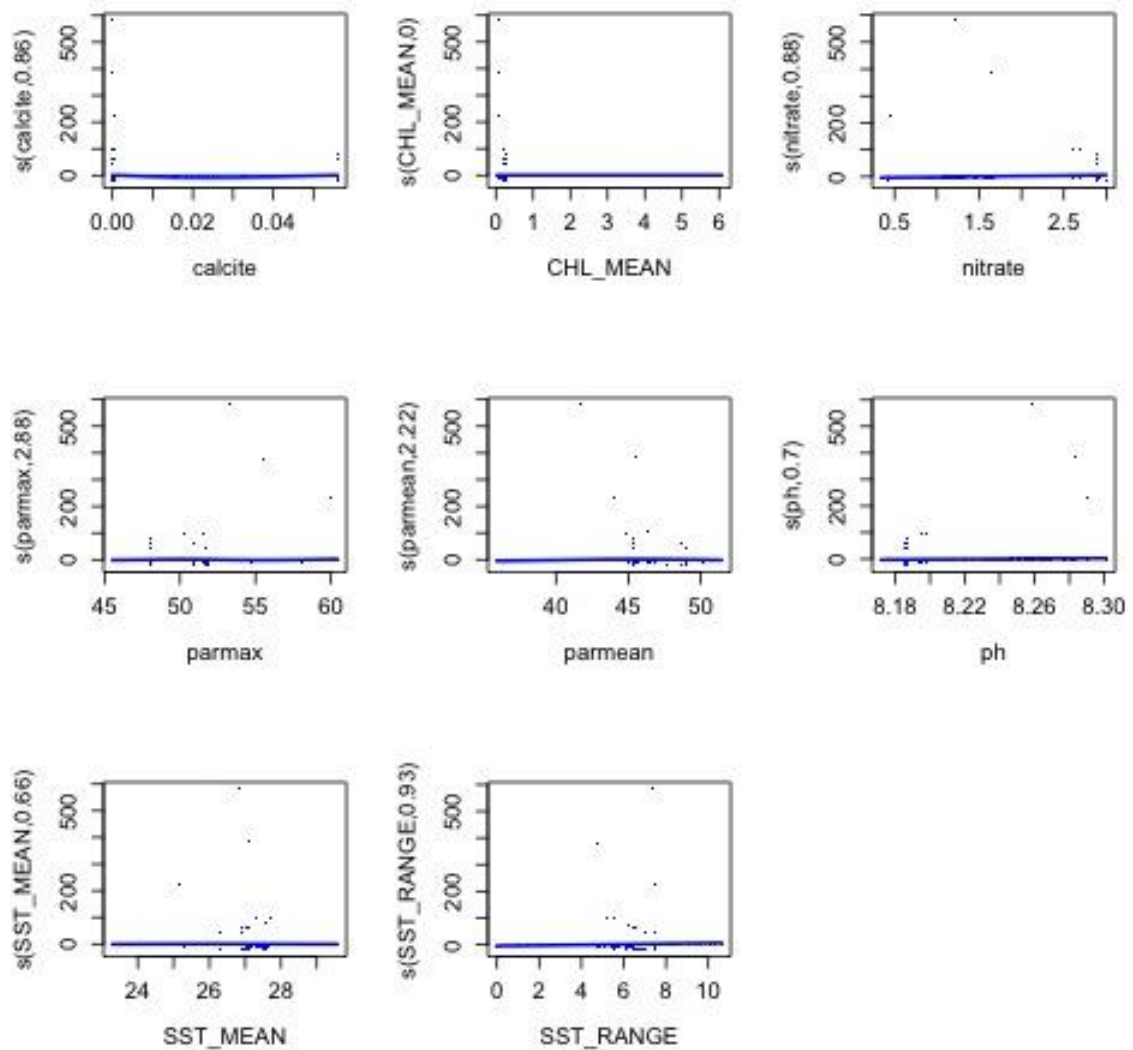 s(calcite,0.86)
500
200
0
0.00 0.02 0.04
calcite
s(CHL_MEAN,0)
500
200
0
0 1 2 3 4 5 6
CHL_MEAN
s(nitrate,0.88)
500
200
0
0.5 1.5 2.5
nitrate
s(parmax,2.88)
500
200
0
45 50 55 60
parmax
s(parmean,2.22)
500
200
0
40 45 50
parmean
s(ph,0.7)
500
200
0
8.18 8.22 8.26 8.30
ph
s(SST_MEAN,0.66)
500
200
0
24 26 28
SST_MEAN
s(SST_RANGE,0.93)
500
200
0
0 2 4 6 8 10
SST_RANGE